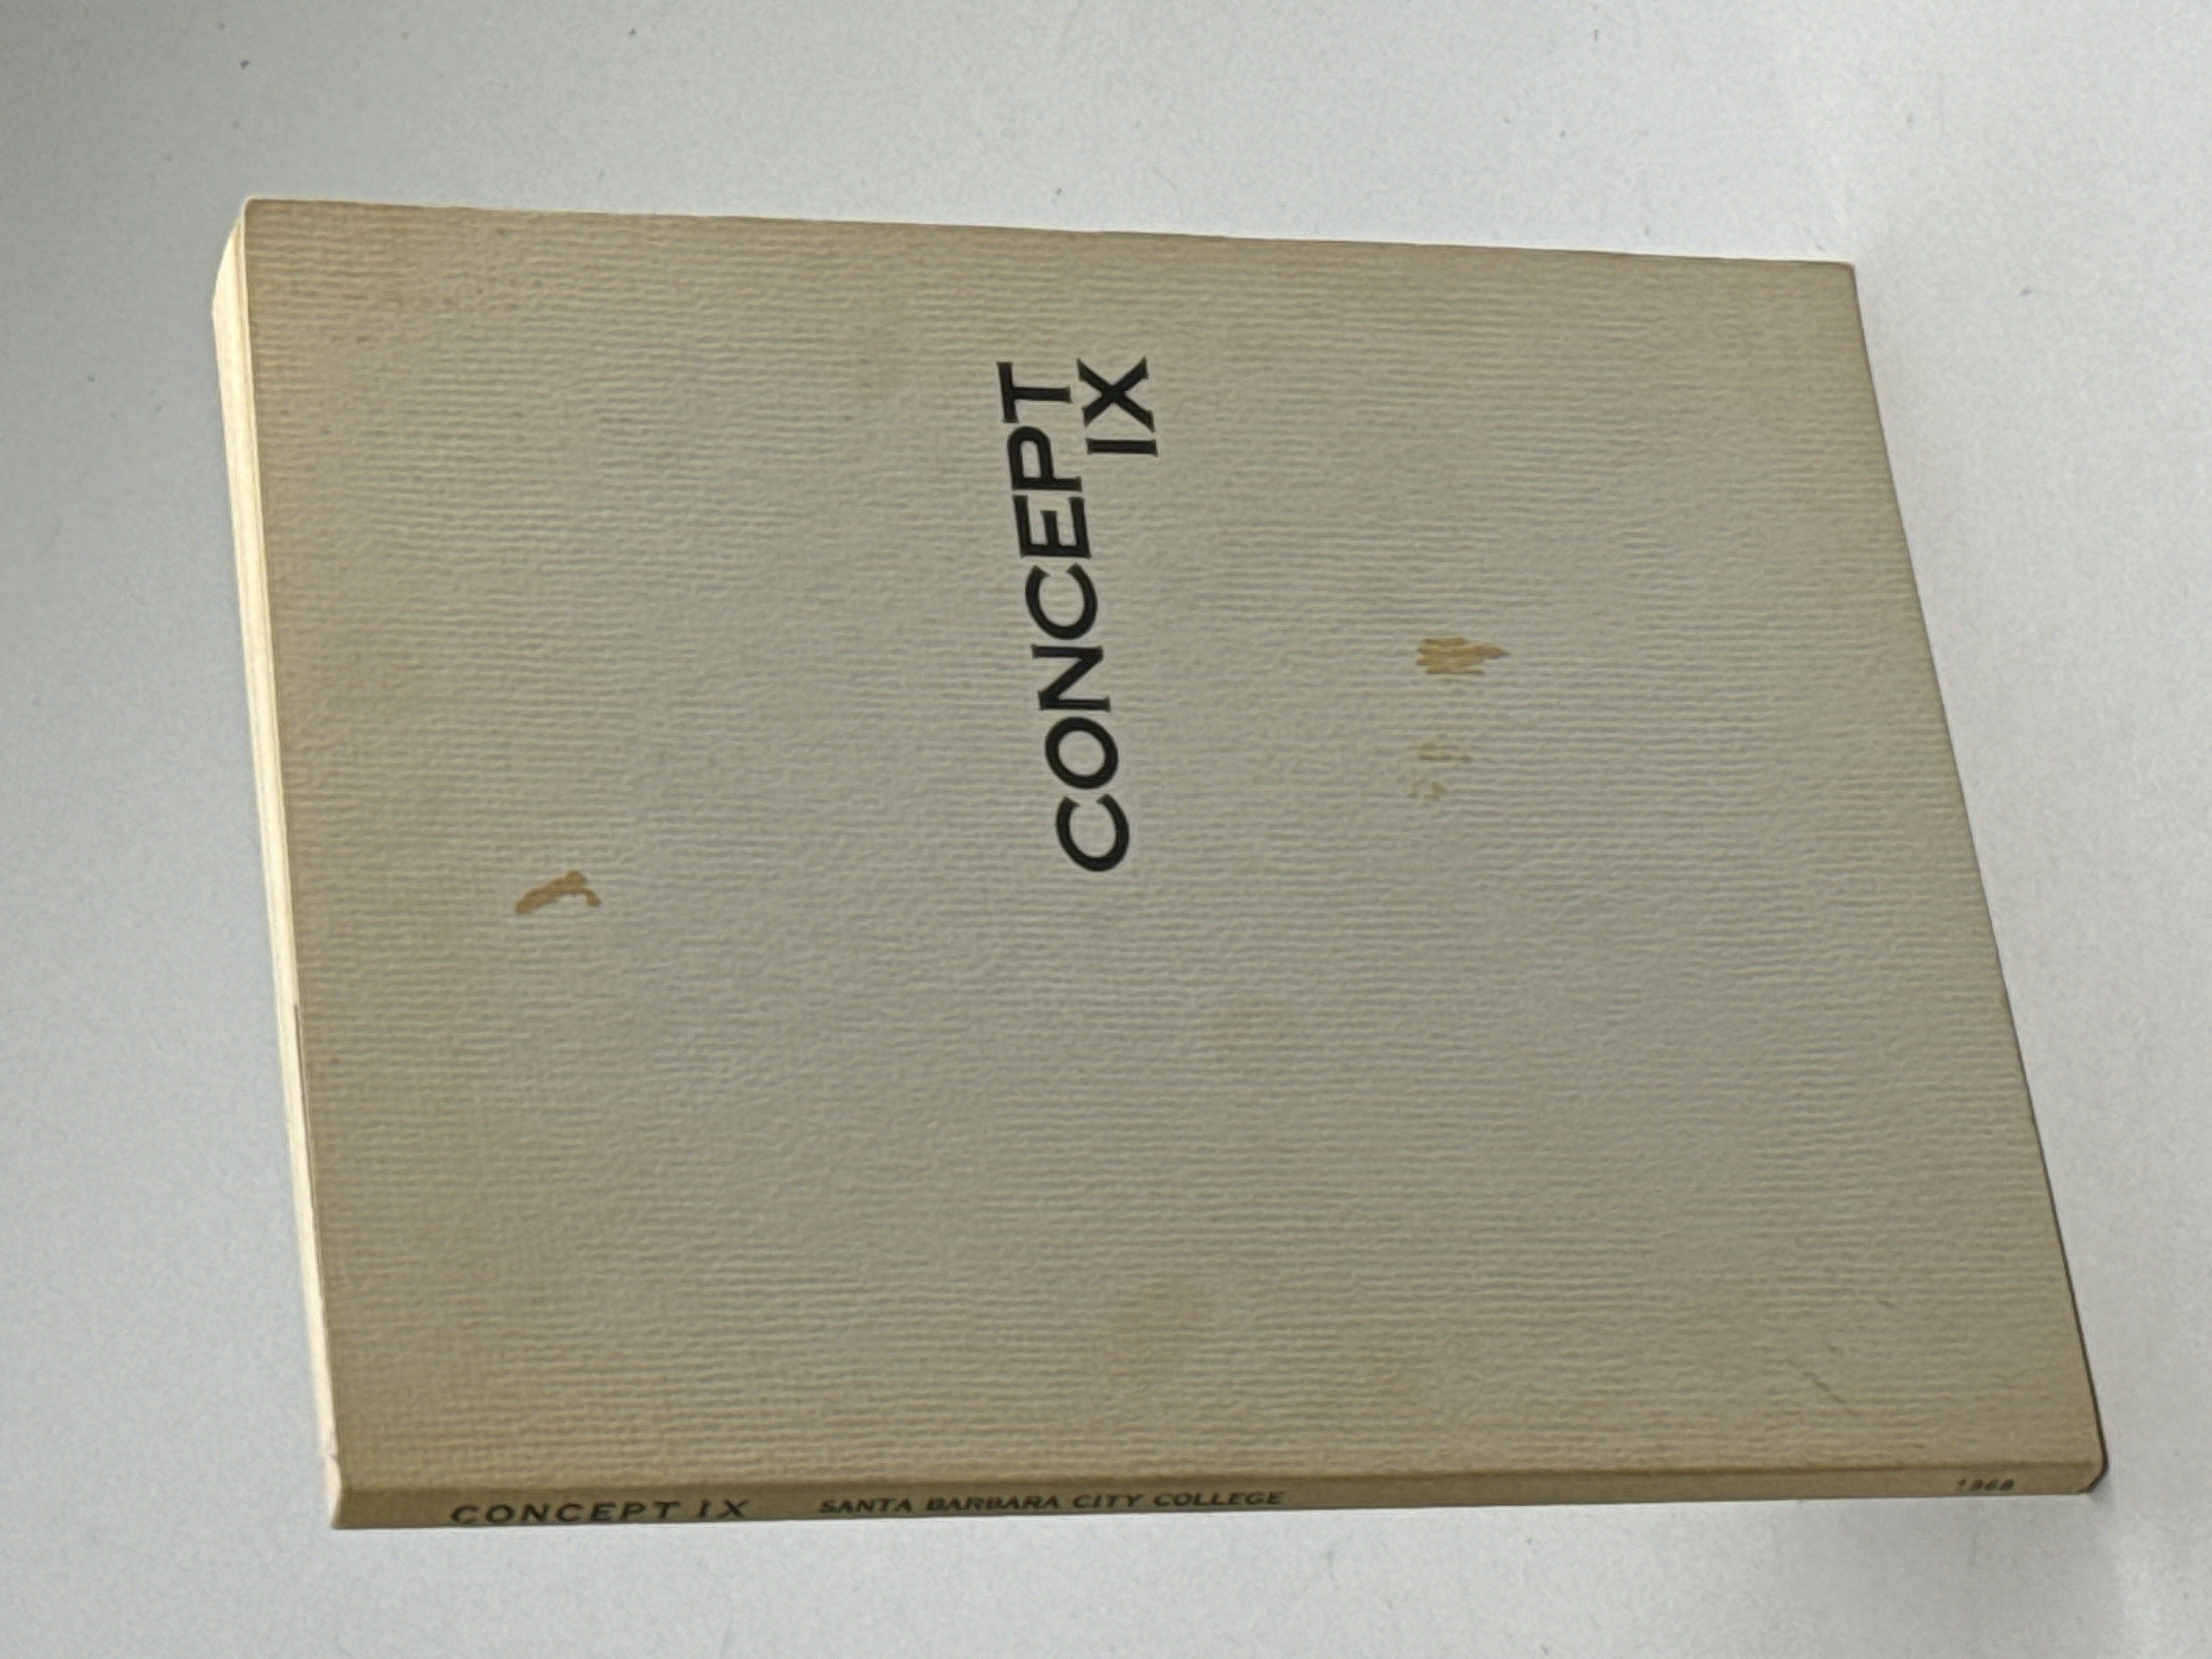 CONCEPT
IX
CONCEPT IX SANTA BARBARA CITY COLLEGE 1968